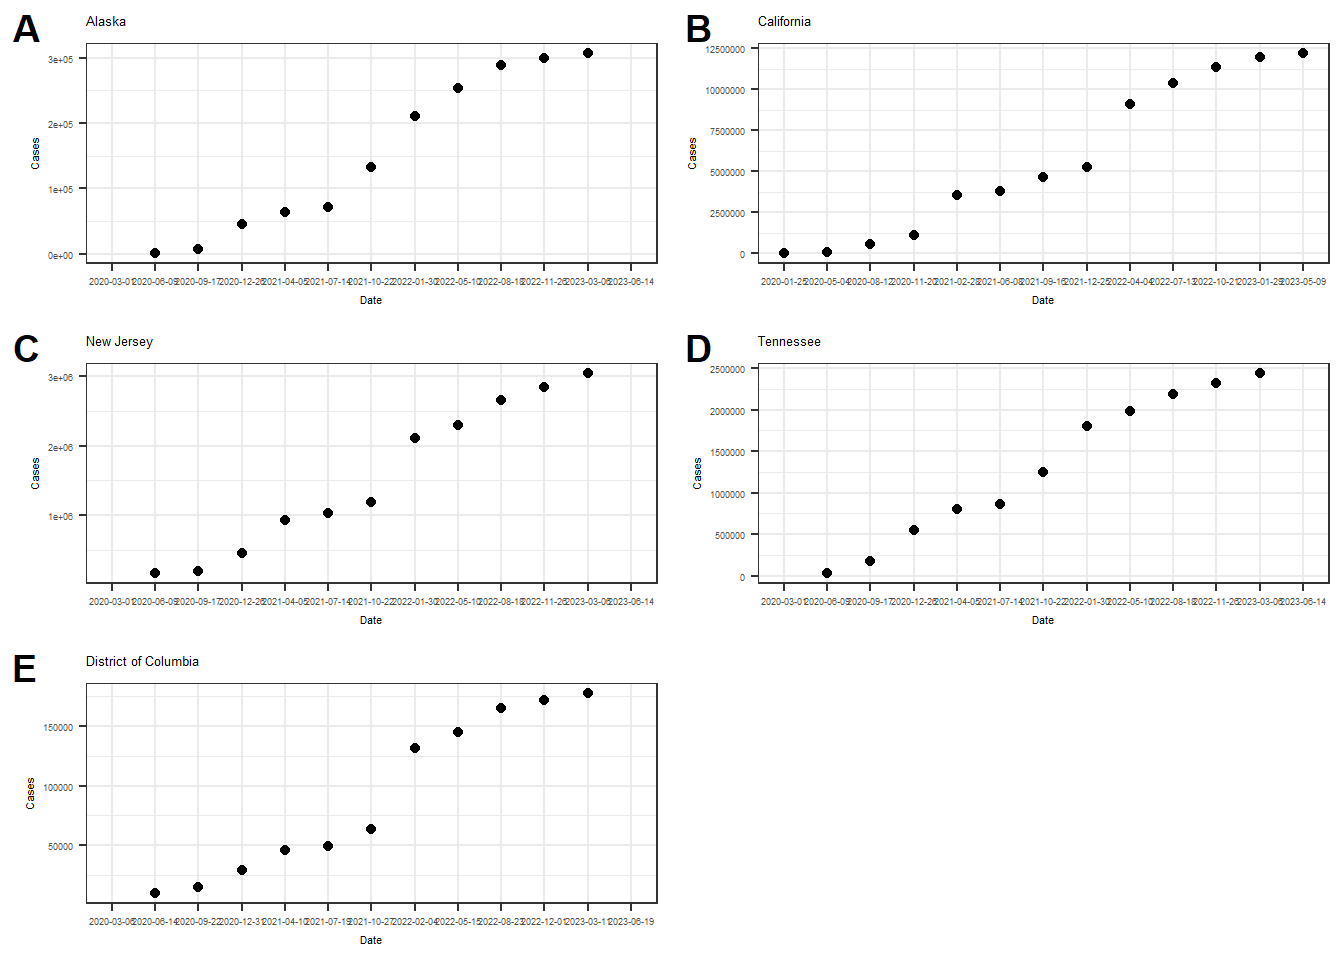 A
Alaska
3e+05
2e+05
1e+05
0e+00
Cases
2020-03-01 2020-06-09 2020-09-17 2020-12-26 2021-04-05 2021-07-14 2021-10-22 2022-01-30 2022-05-10 2022-08-18 2022-11-26 2023-03-06 2023-06-14
Date
B
California
12500000
10000000
7500000
5000000
2500000
0
Cases
2020-01-25 2020-05-04 2020-08-12 2020-11-20 2021-02-28 2021-06-08 2021-09-16 2021-12-25 2022-04-04 2022-07-13 2022-10-21 2023-01-29 2023-05-09
Date
C
New Jersey
3e+06
2e+06
1e+06
Cases
2020-03-01 2020-06-09 2020-09-17 2020-12-26 2021-04-05 2021-07-14 2021-10-22 2022-01-30 2022-05-10 2022-08-18 2022-11-26 2023-03-06 2023-06-14
Date
D
Tennessee
2500000
2000000
1500000
1000000
500000
0
Cases
2020-03-01 2020-06-09 2020-09-17 2020-12-26 2021-04-05 2021-07-14 2021-10-22 2022-01-30 2022-05-10 2022-08-18 2022-11-26 2023-03-06 2023-06-14
Date
E
District of Columbia
150000
100000
50000
Cases
2020-03-06 2020-06-14 2020-09-22 2020-12-31 2021-04-10 2021-07-19 2021-10-27 2022-02-04 2022-05-15 2022-08-23 2022-12-01 2023-03-11 2023-06-19
Date